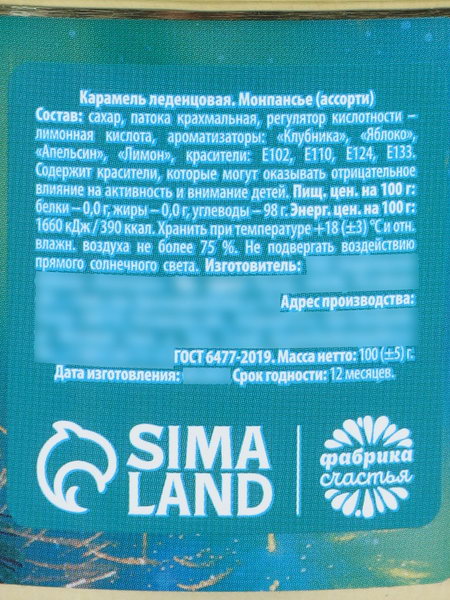 Карамель леденцовая. Монпансье (ассорти)
Состав: сахар, патока крахмальная, регулятор кислотности –
лимонная кислота, ароматизаторы: «Клубника», «Яблоко»,
«Апельсин», «Лимон», красители: Е102, Е110, Е124, Е133.
Содержит красители, которые могут оказывать отрицательное
влияние на активность и внимание детей. Пищ. цен. на 100 г:
белки – 0,0 г, жиры – 0,0 г, углеводы – 98 г. Энерг. цен. на 100 г:
1660 кДж / 390 ккал. Хранить при температуре +18 (±3) °С и отн.
влажн. воздуха не более 75 %. Не подвергать воздействию
прямого солнечного света. Изготовитель:
Адрес производства:
ГОСТ 6477-2019. Масса нетто: 100 (±5) г.
Дата изготовления: Срок годности: 12 месяцев.
SIMA
LAND
фабрика
счастья